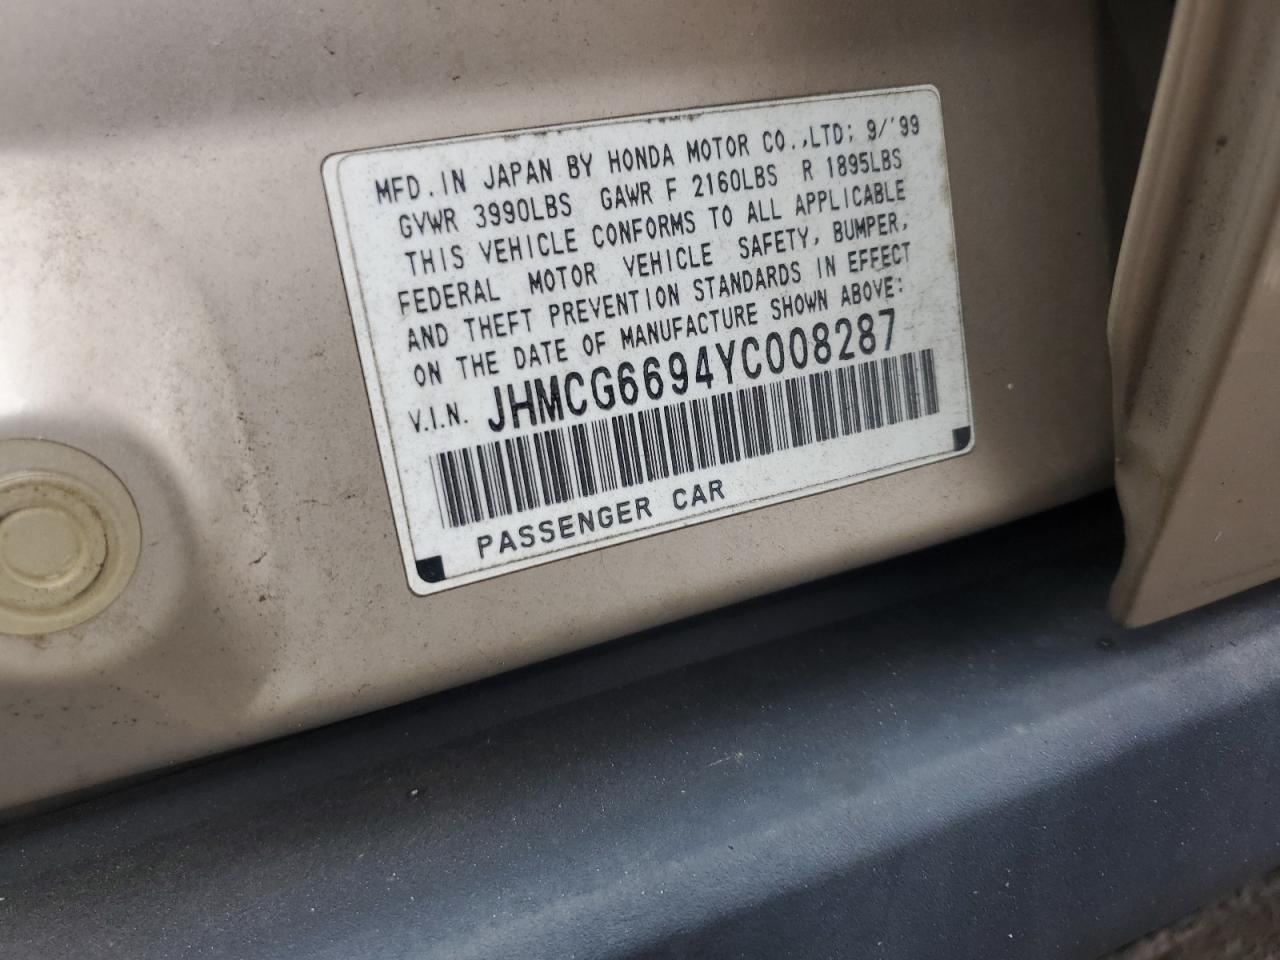 MFD. IN JAPAN BY HONDA MOTOR CO.,LTD; 9/'99
GVWR 3990LBS GAWR F 2160LBS R 1895LBS
THIS VEHICLE CONFORMS TO ALL APPLICABLE
FEDERAL MOTOR VEHICLE SAFETY, BUMPER,
AND THEFT PREVENTION STANDARDS IN EFFECT
ON THE DATE OF MANUFACTURE SHOWN ABOVE:
V.I.N. JHMCG6694YC008287
PASSENGER CAR